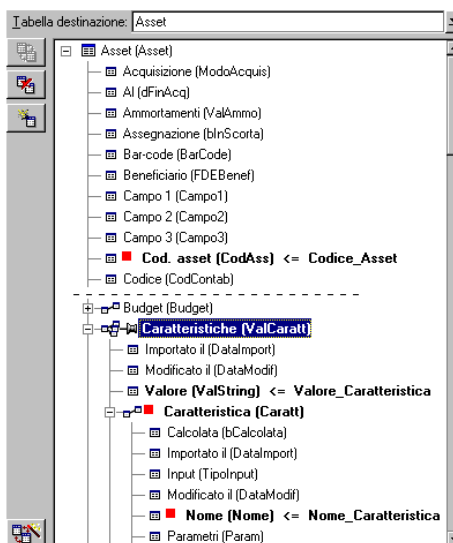 Tabella destinazione: Asset
Asset (Asset)
Acquisizione (ModoAcquis)
Al (dFinAcq)
Ammortamenti (ValAmmo)
Assegnazione (bInScorta)
Bar-code (BarCode)
Beneficiario (FDEBenef)
Campo 1 (Campo1)
Campo 2 (Campo2)
Campo 3 (Campo3)
Cod. asset (CodAss) <= Codice_Asset
Codice (CodContab)
Budget (Budget)
Caratteristiche (ValCaratt)
Importato il (DataImport)
Modificato il (DataModif)
Valore (ValString) <= Valore_Caratteristica
Caratteristica (Caratt)
Calcolata (bCalcolata)
Importato il (DataImport)
Input (TipoInput)
Modificato il (DataModif)
Nome (Nome) <= Nome_Caratteristica
Parametri (Param)